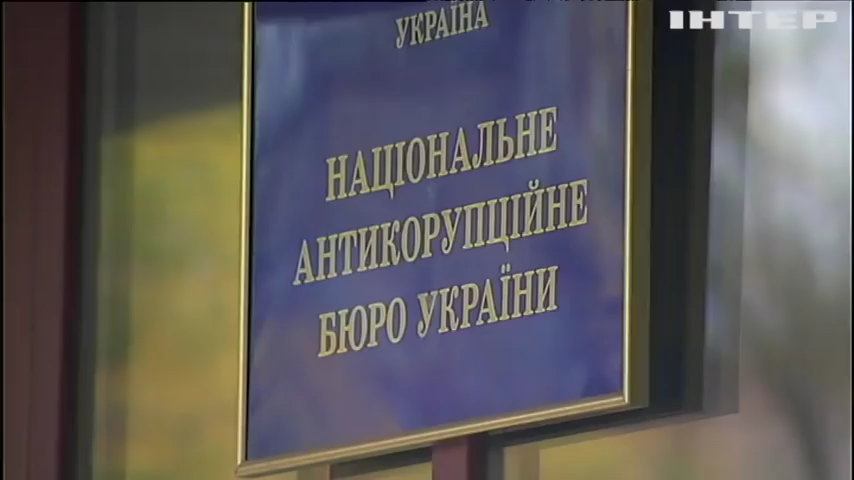 ІНТЕР
УКРАЇНА
НАЦІОНАЛЬНЕ
АНТИКОРУПЦІЙНЕ
БЮРО УКРАЇНИ